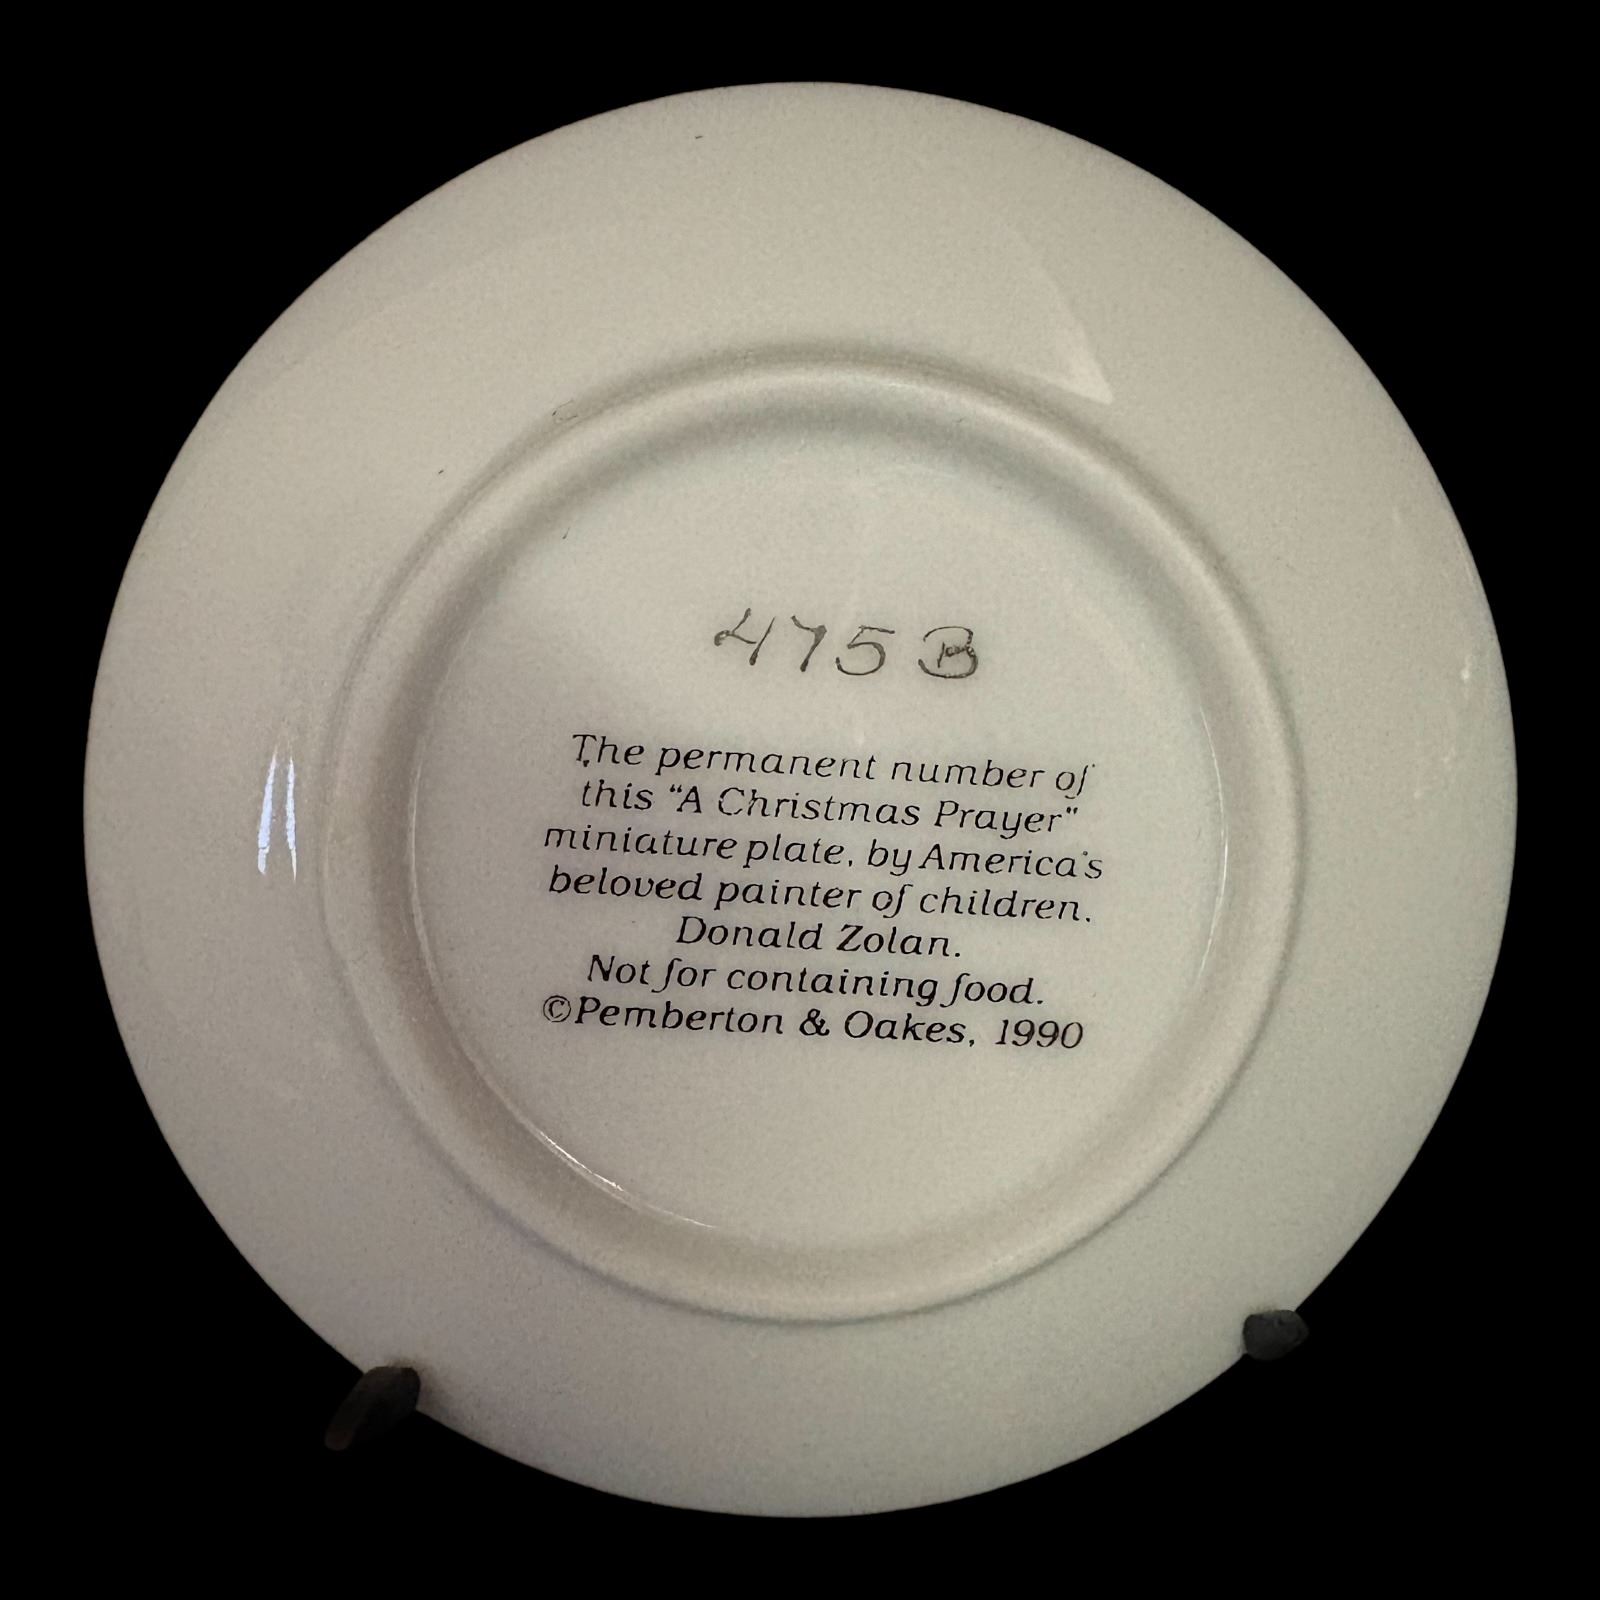 475B
The permanent number of
this "A Christmas Prayer"
miniature plate, by America's
beloved painter of children.
Donald Zolan.
Not for containing food.
©Pemberton & Oakes, 1990